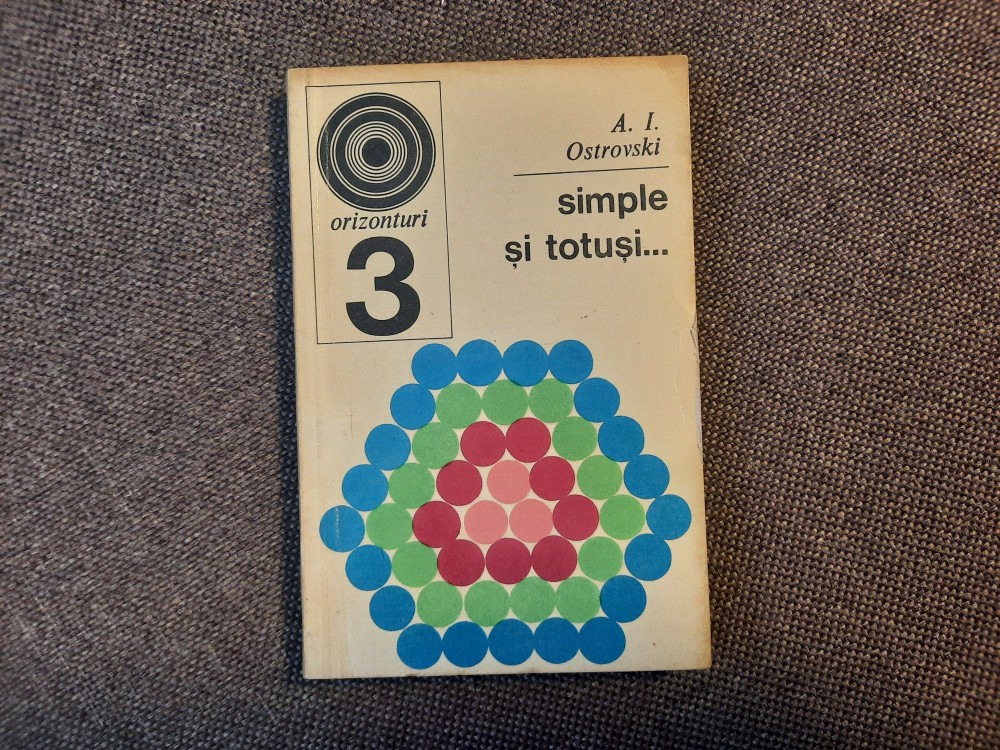 orizonturi
3
A. I.
Ostrovski
simple
și totuși...